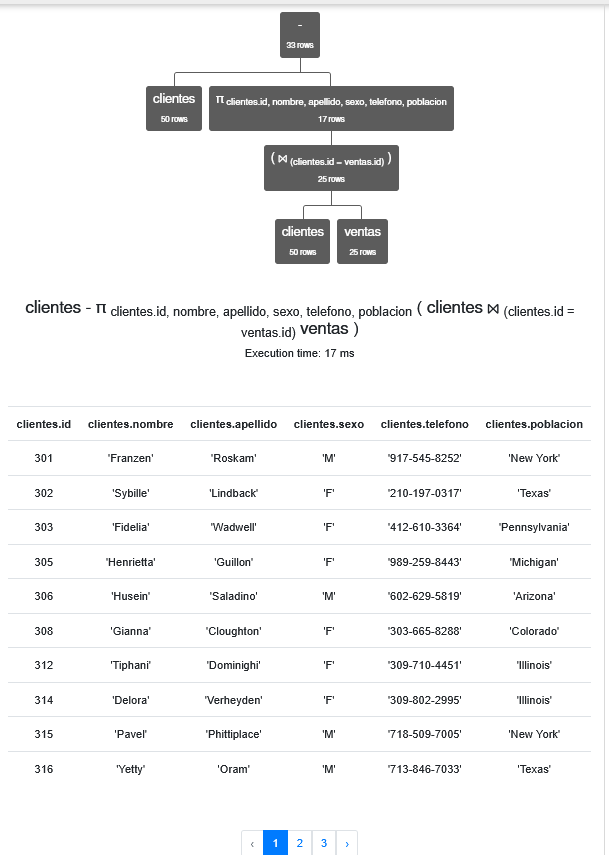 -
33 rows
clientes
50 rows
π clientes.id, nombre, apellido, sexo, telefono, poblacion
17 rows
( ⋈ (clientes.id = ventas.id) )
25 rows
clientes
50 rows
ventas
25 rows
clientes - π clientes.id, nombre, apellido, sexo, telefono, poblacion ( clientes ⋈ (clientes.id =
ventas.id) ventas )
Execution time: 17 ms
clientes.id clientes.nombre clientes.apellido clientes.sexo clientes.telefono clientes.poblacion
301 'Franzen' 'Roskam' 'M' '917-545-8252' 'New York'
302 'Sybille' 'Lindback' 'F' '210-197-0317' 'Texas'
303 'Fidelia' 'Wadwell' 'F' '412-610-3364' 'Pennsylvania'
305 'Henrietta' 'Guillon' 'F' '989-259-8443' 'Michigan'
306 'Husein' 'Saladino' 'M' '602-629-5819' 'Arizona'
308 'Gianna' 'Cloughton' 'F' '303-665-8288' 'Colorado'
312 'Tiphani' 'Dominighi' 'F' '309-710-4451' 'Illinois'
314 'Delora' 'Verheyden' 'F' '309-802-2995' 'Illinois'
315 'Pavel' 'Phittiplace' 'M' '718-509-7005' 'New York'
316 'Yetty' 'Oram' 'M' '713-846-7033' 'Texas'
‹ 1 2 3 ›